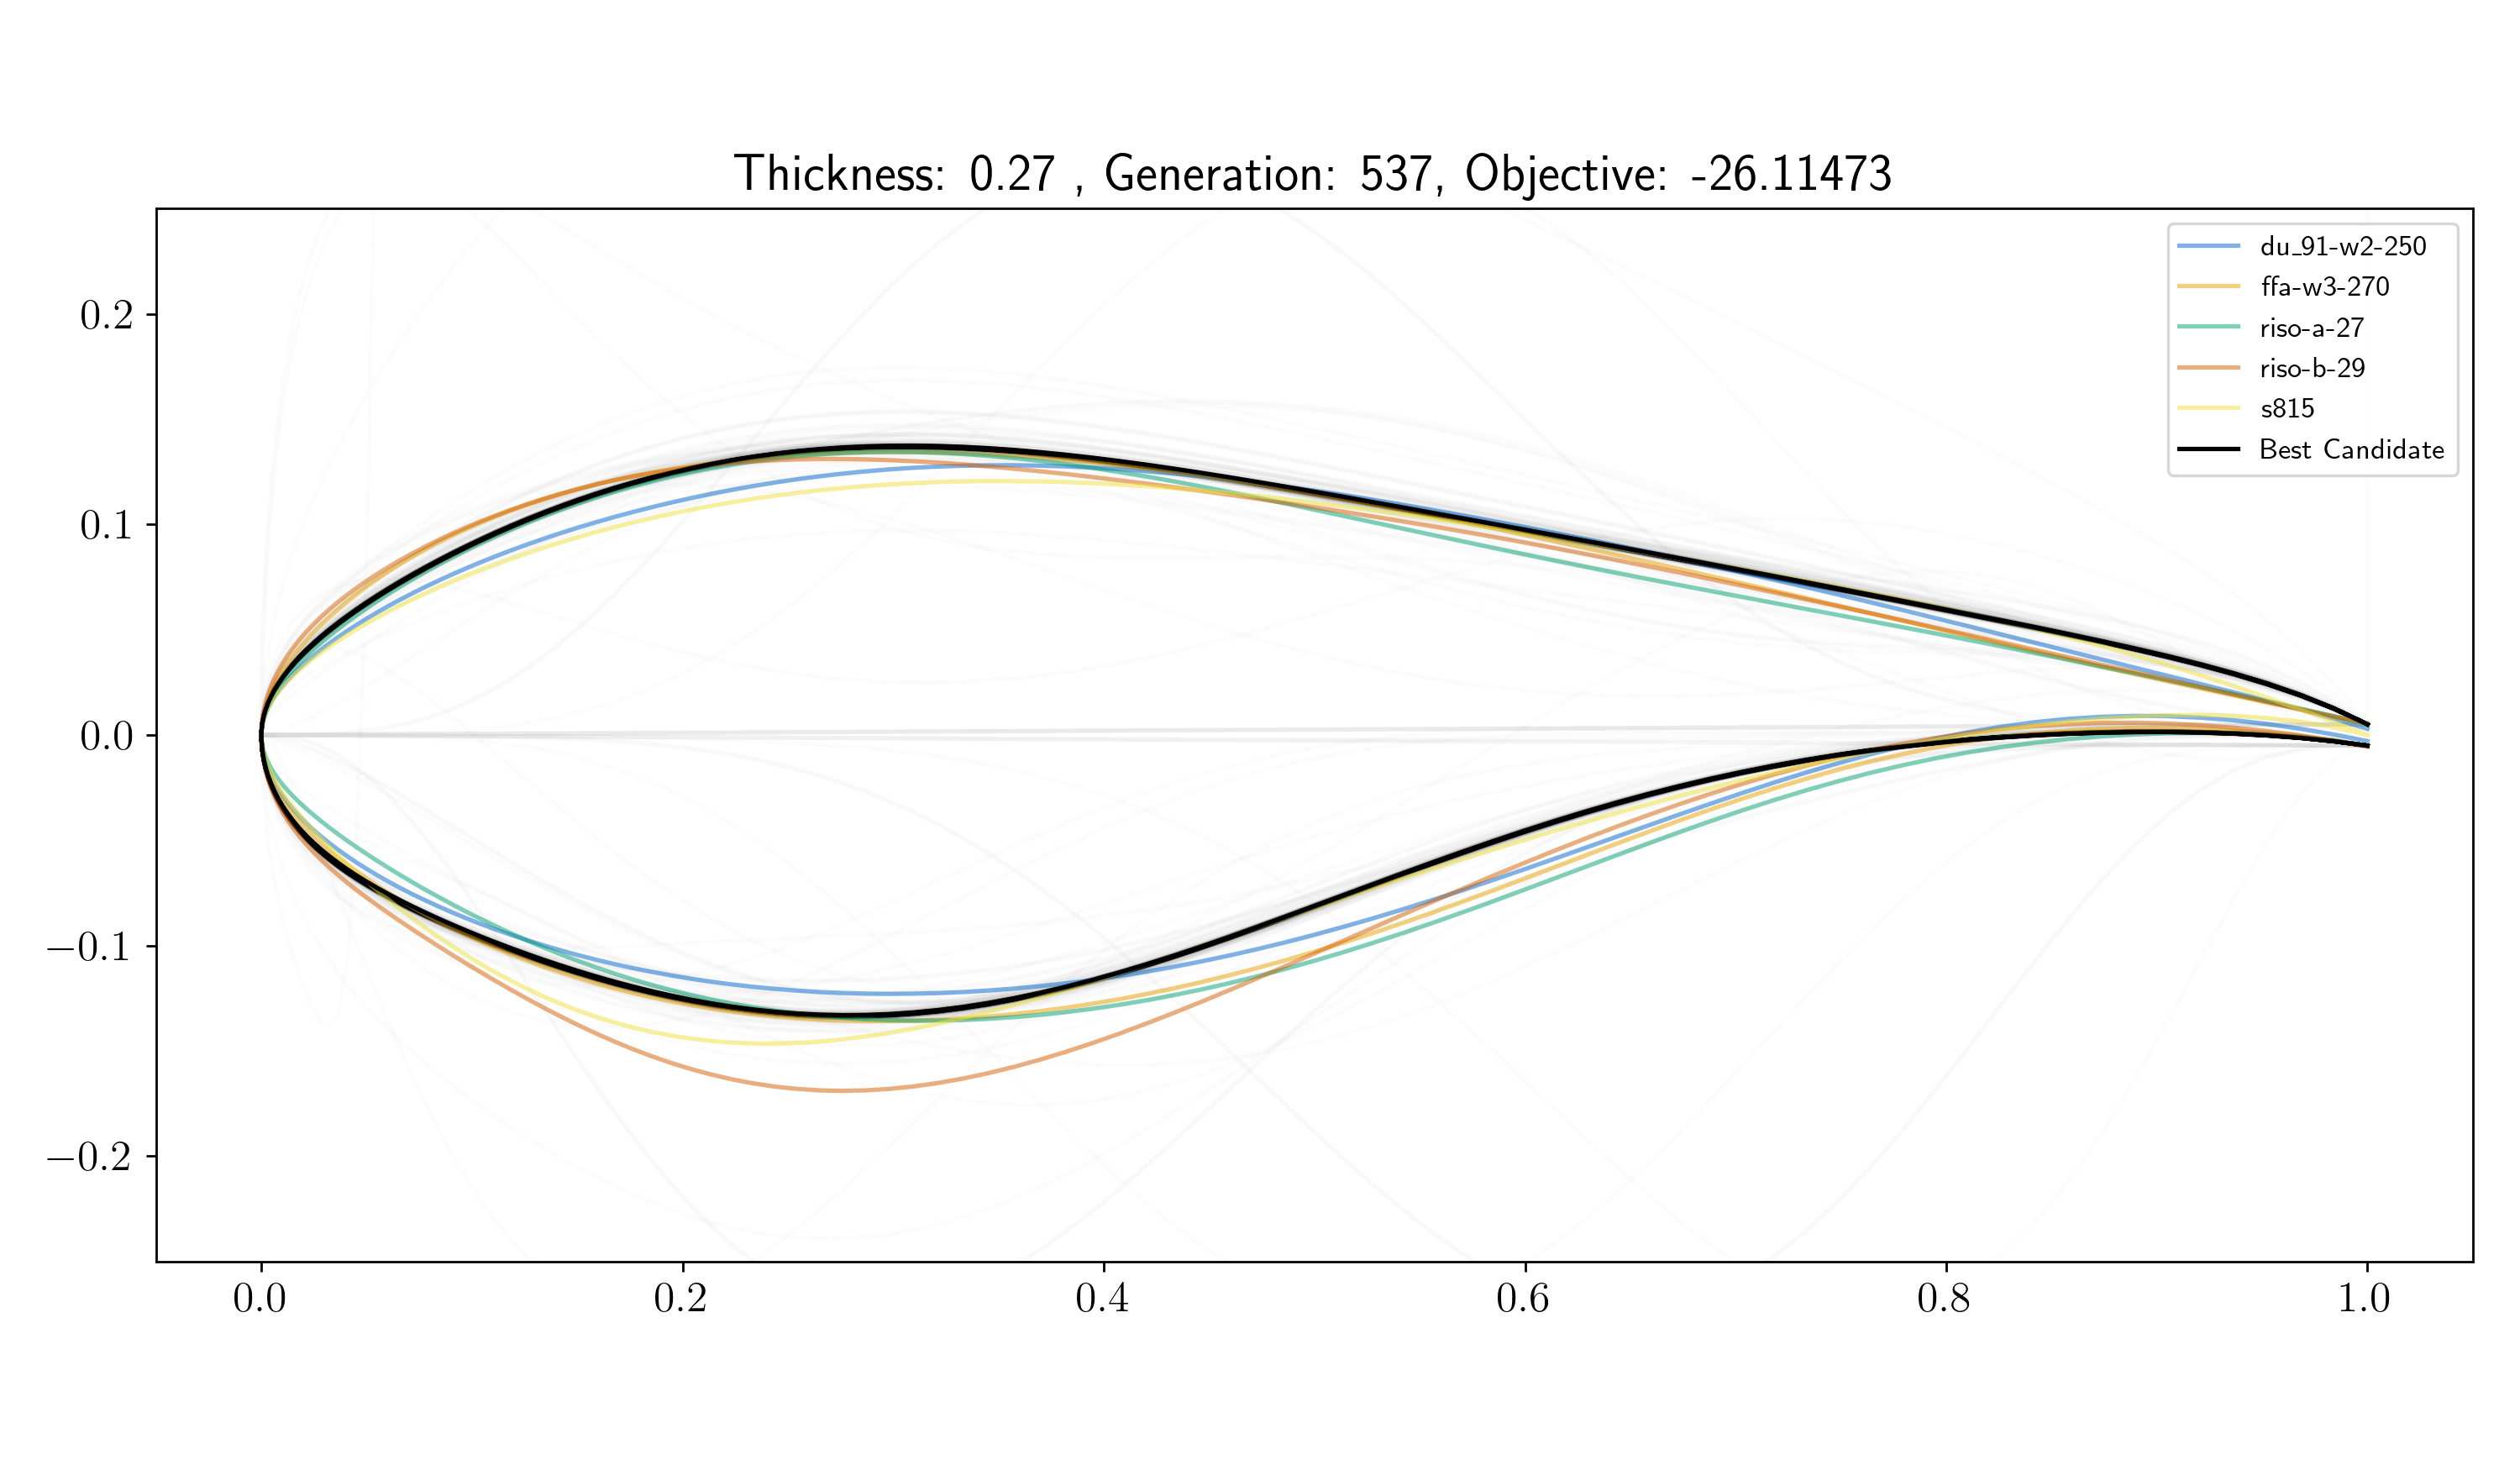 Thickness: 0.27 , Generation: 537, Objective: -26.11473
du_91-w2-250
ffa-w3-270
riso-a-27
riso-b-29
s815
Best Candidate
0.2
0.1
0.0
−0.1
−0.2
0.0 0.2 0.4 0.6 0.8 1.0